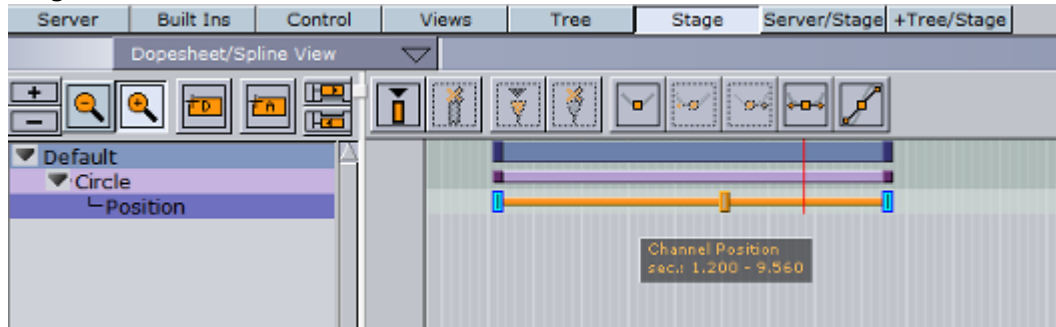 Server Built Ins Control Views Tree Stage Server/Stage +Tree/Stage
Dopesheet/Spline View
+
-
D A
Default
Circle
Position
Channel Position
sec.: 1.200 - 9.560